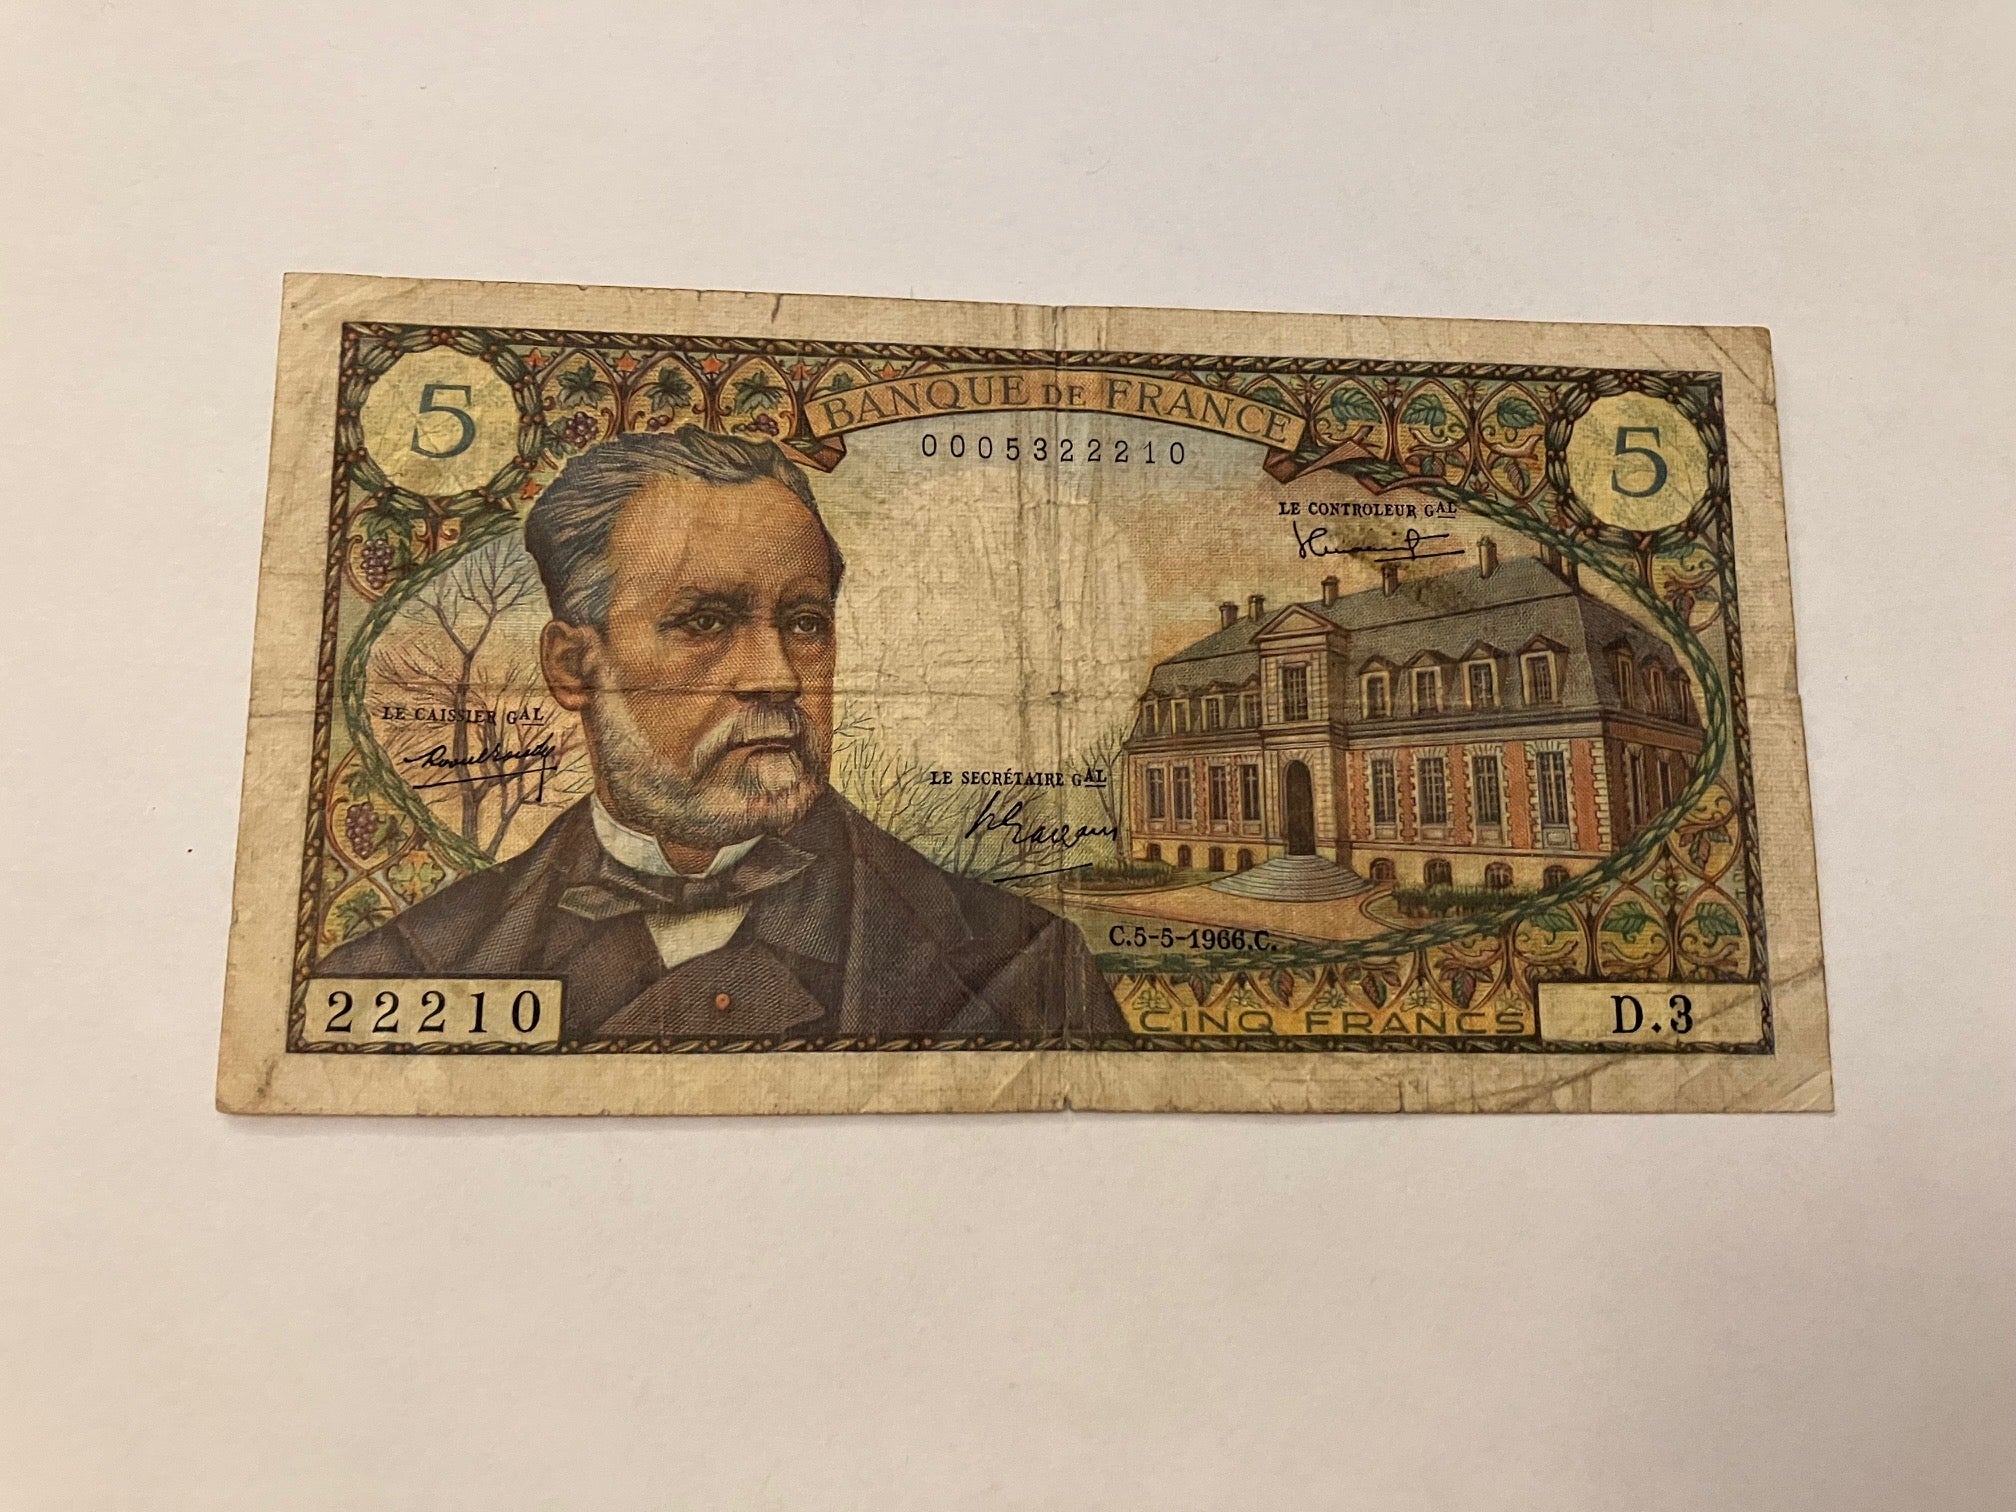 BANQUE DE FRANCE
5
5
0005322210
LE CONTROLEUR GAL
LE CAISSIER GAL
LE SECRÉTAIRE GAL
C.5-5-1966.C.
22210
CINQ FRANCS
D.3